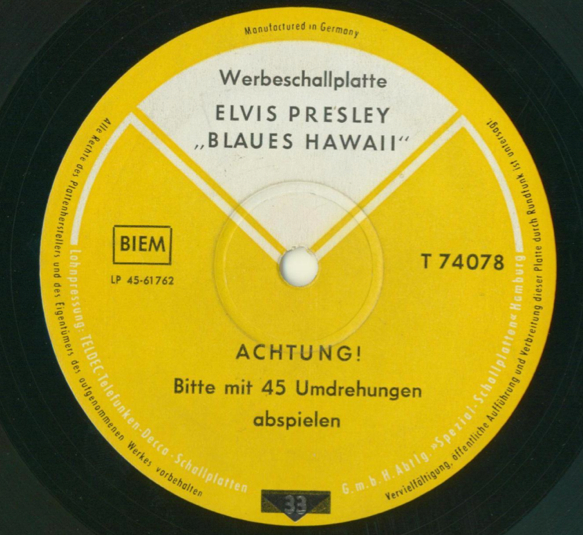 Manufactured in Germany
Werbeschallplatte
ELVIS PRESLEY
„BLAUES HAWAII“
BIEM
LP 45-61762
T 74078
ACHTUNG!
Bitte mit 45 Umdrehungen
abspielen
33
Alle Rechte des Plattenherstellers und des Eigentümers des aufgenommenen Werkes vorbehalten
Lohnpressung: TELDEC-Telefunken-Decca-Schallplatten G.m.b.H Abtlg. »Spezial-Schallplatten« Hamburg
Vervielfältigung, öffentliche Aufführung und Verbreitung dieser Platte durch Rundfunk ist untersagt